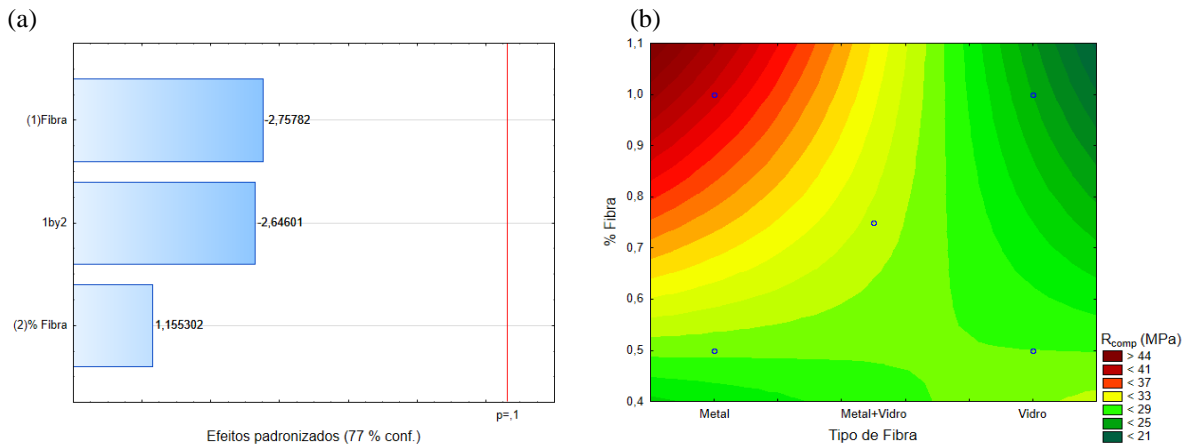 (a)
(1)Fibra
-2,75782
1by2
-2,64601
(2)% Fibra
1,155302
p=,1
Efeitos padronizados (77 % conf.)
(b)
1,1
1,0
0,9
0,8
0,7
0,6
0,5
0,4
% Fibra
Metal
Metal+Vidro
Vidro
Tipo de Fibra
Rcomp (MPa)
> 44
< 41
< 37
< 33
< 29
< 25
< 21